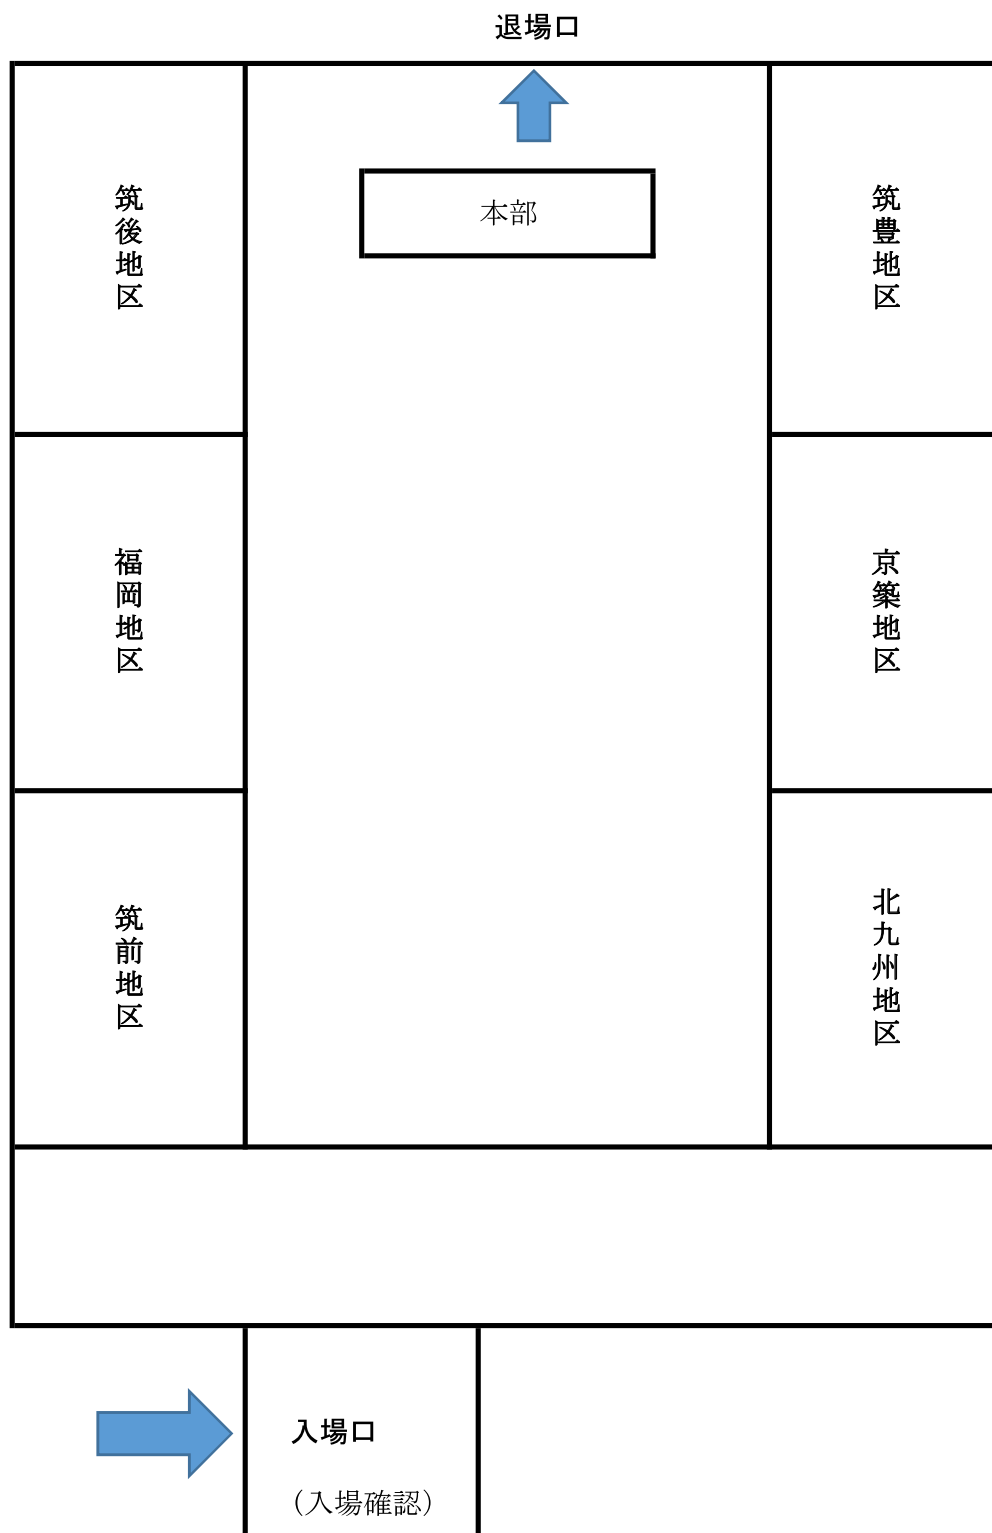 退場口
本部
筑後地区
筑豊地区
福岡地区
京築地区
筑前地区
北九州地区
入場口
（入場確認）